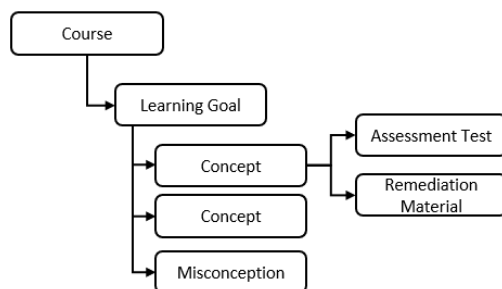 Course
Learning Goal
Concept
Assessment Test
Remediation
Material
Concept
Misconception